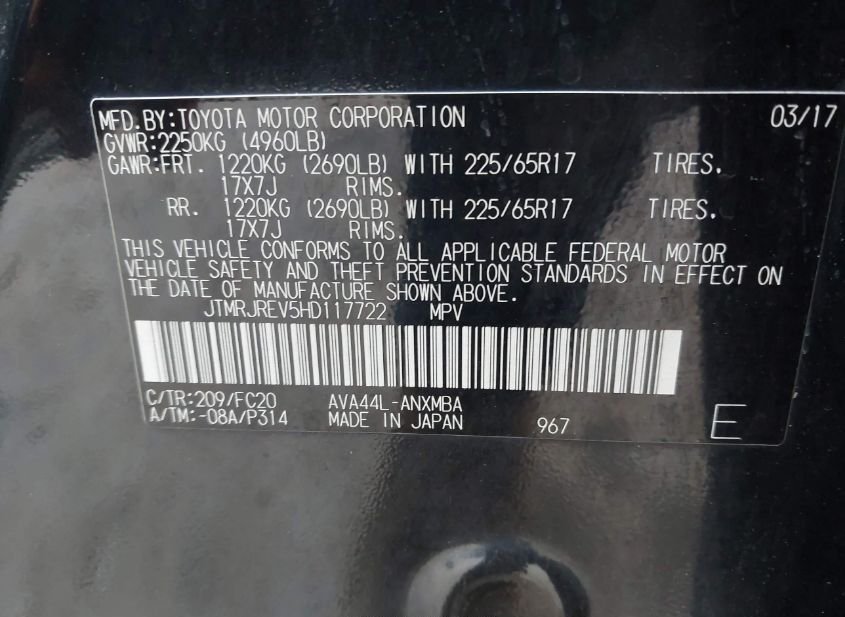 MFD.BY:TOYOTA MOTOR CORPORATION 03/17
GVWR:2250KG (4960LB)
GAWR:FRT. 1220KG (2690LB) WITH 225/65R17 TIRES.
17X7J RIMS.
RR. 1220KG (2690LB) WITH 225/65R17 TIRES.
17X7J RIMS.
THIS VEHICLE CONFORMS TO ALL APPLICABLE FEDERAL MOTOR
VEHICLE SAFETY AND THEFT PREVENTION STANDARDS IN EFFECT ON
THE DATE OF MANUFACTURE SHOWN ABOVE.
JTMRJREV5HD117722 MPV
C/TR:209/FC20 AVA44L-ANXMBA
A/TM:-08A/P314 MADE IN JAPAN 967 E